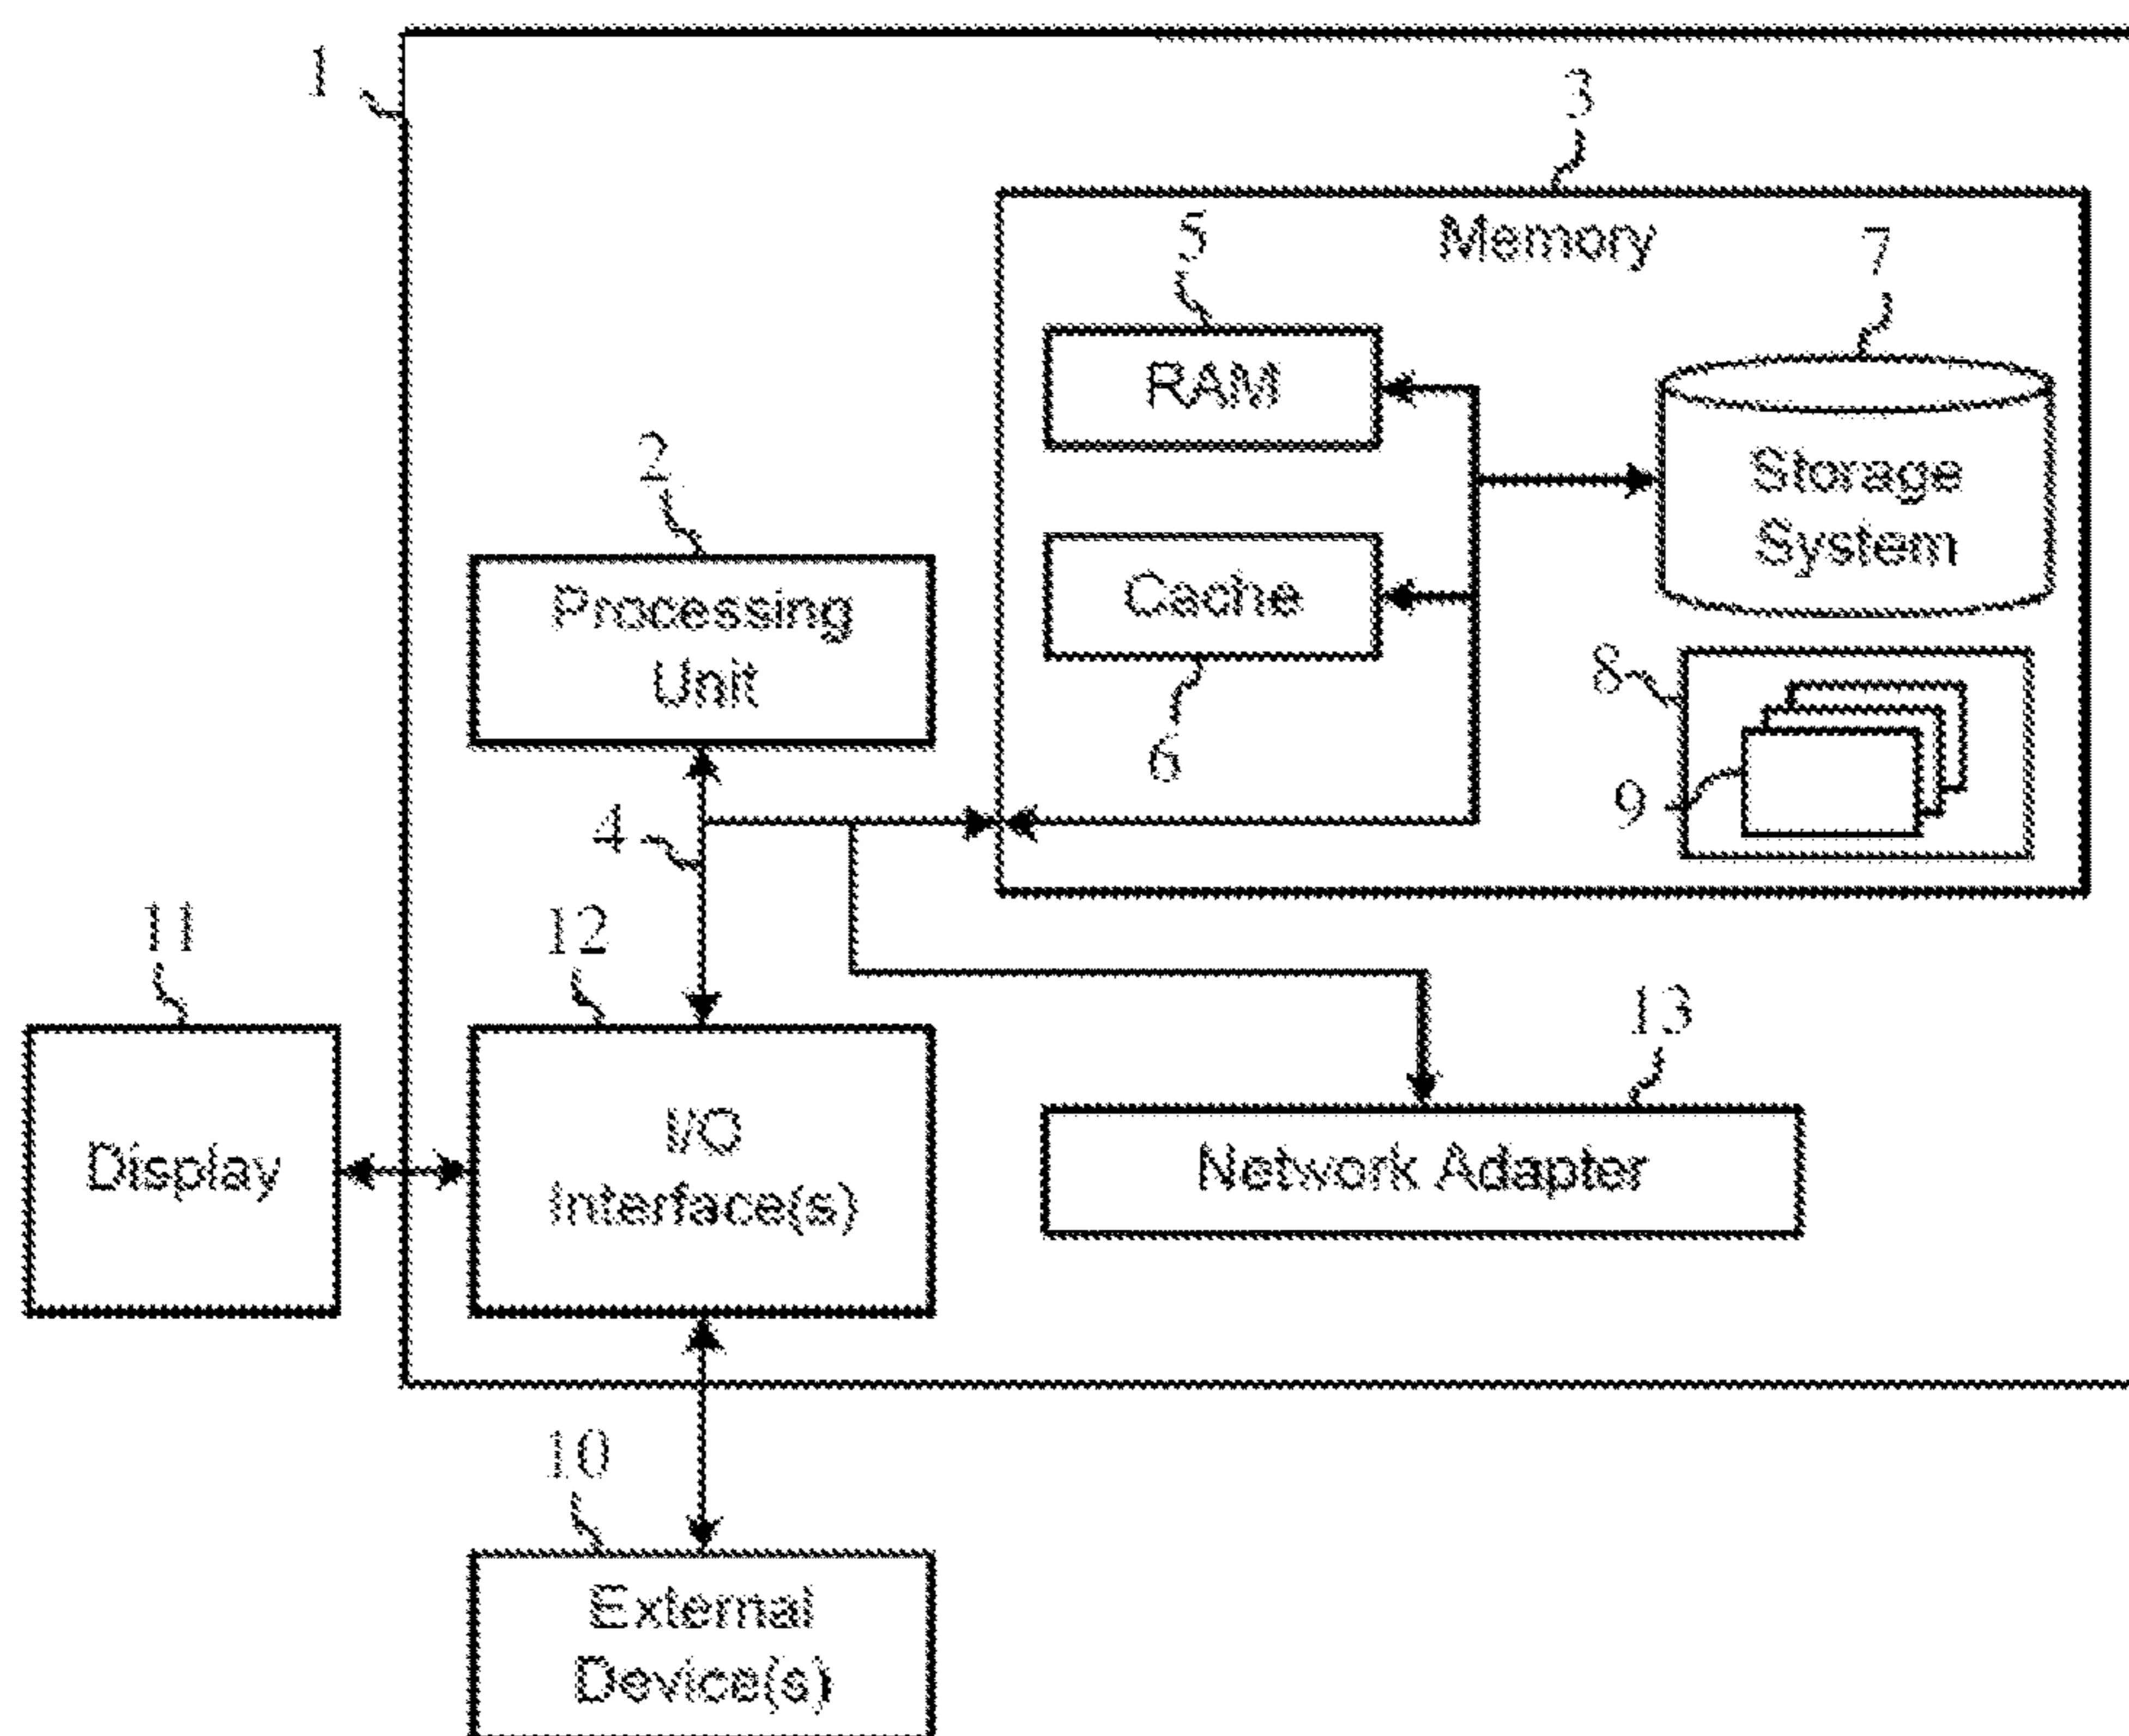 1
3
Memory
5
7
RAM
Storage
System
2
Cache
Processing
Unit
8
6
9
4
12
11
13
I/O
Interface(s)
Display
Network Adapter
10
External
Device(s)